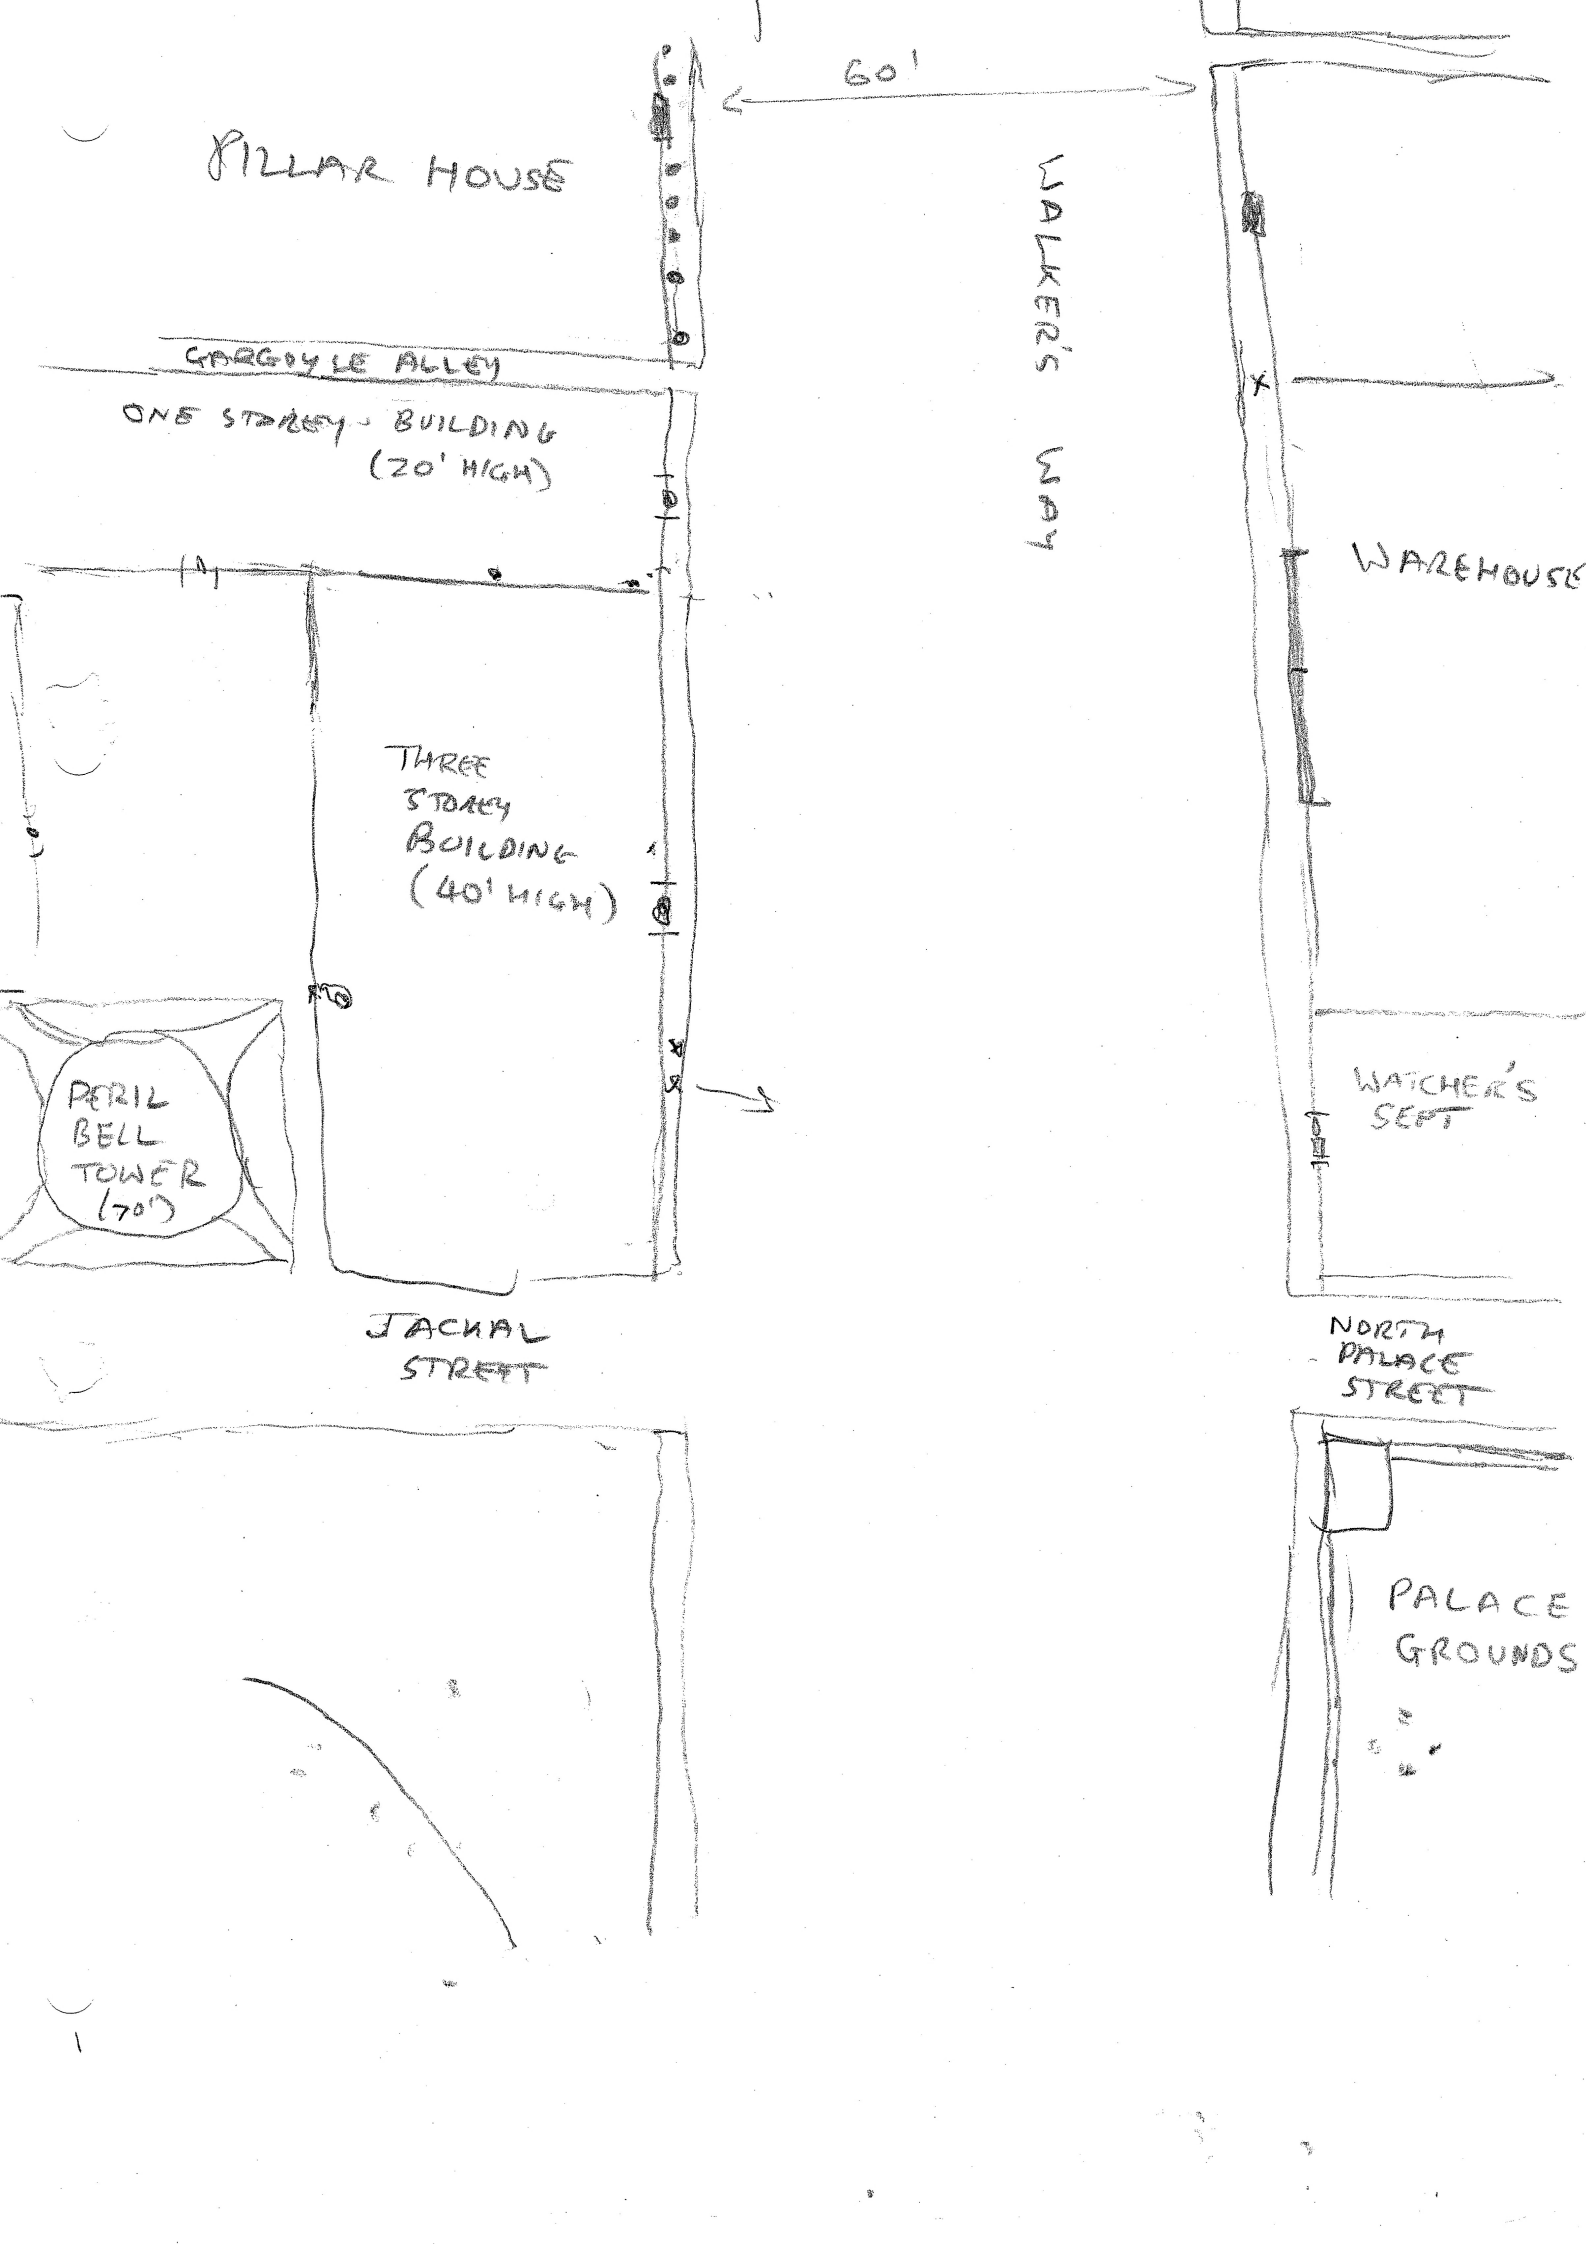 60'
PILLAR HOUSE
WALKER'S WAY
GARGOYLE ALLEY
ONE STOREY BUILDING
(20' HIGH)
WAREHOUSE
THREE
STOREY
BUILDING
(40' HIGH)
PERIL
BELL
TOWER
(70')
WATCHER'S
SEFT
JACKAL
STREET
NORTH
PALACE
STREET
PALACE
GROUNDS